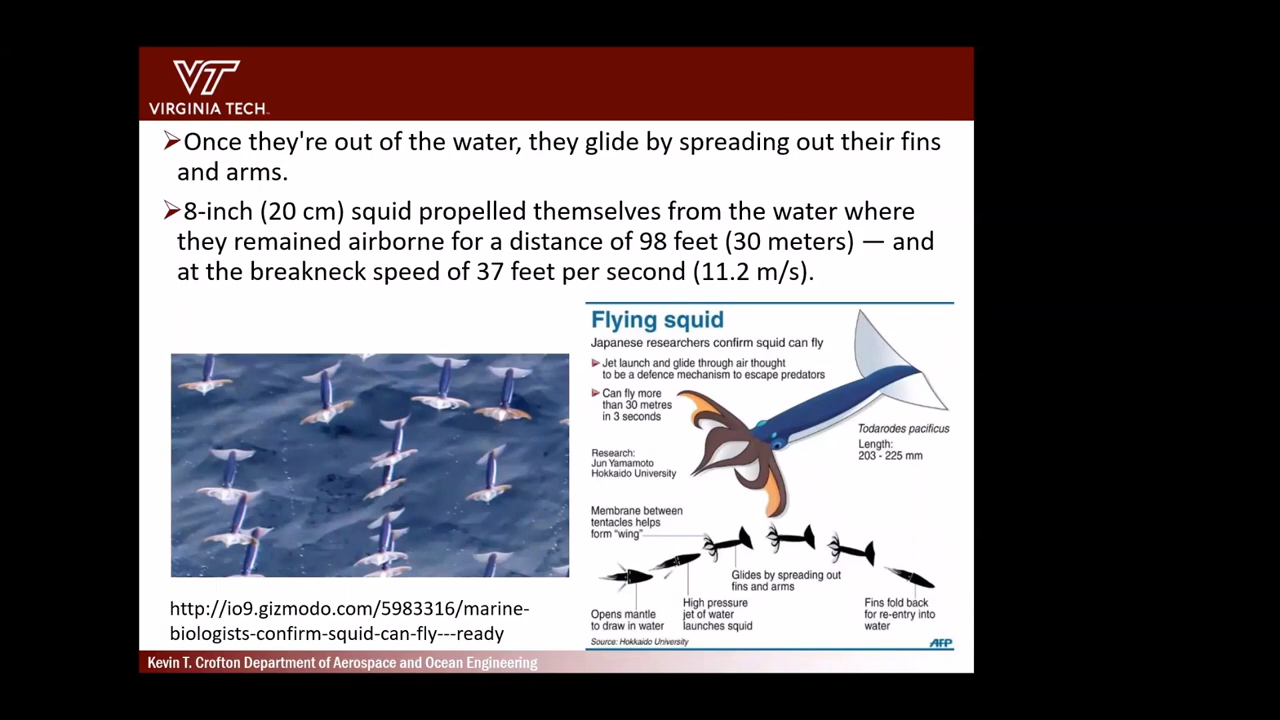 VT
VIRGINIA TECH™
➢Once they're out of the water, they glide by spreading out their fins
and arms.
➢8-inch (20 cm) squid propelled themselves from the water where
they remained airborne for a distance of 98 feet (30 meters) — and
at the breakneck speed of 37 feet per second (11.2 m/s).
http://io9.gizmodo.com/5983316/marine-
biologists-confirm-squid-can-fly---ready
Flying squid
Japanese researchers confirm squid can fly
Jet launch and glide through air thought
to be a defence mechanism to escape predators
Can fly more
than 30 metres
in 3 seconds
Todarodes pacificus
Length:
203 - 225 mm
Research:
Jun Yamamoto
Hokkaido University
Membrane between
tentacles helps
form “wing”
Opens mantle
to draw in water
High pressure
jet of water
launches squid
Glides by spreading out
fins and arms
Fins fold back
for re-entry into
water
Source: Hokkaido University
AFP
Kevin T. Crofton Department of Aerospace and Ocean Engineering